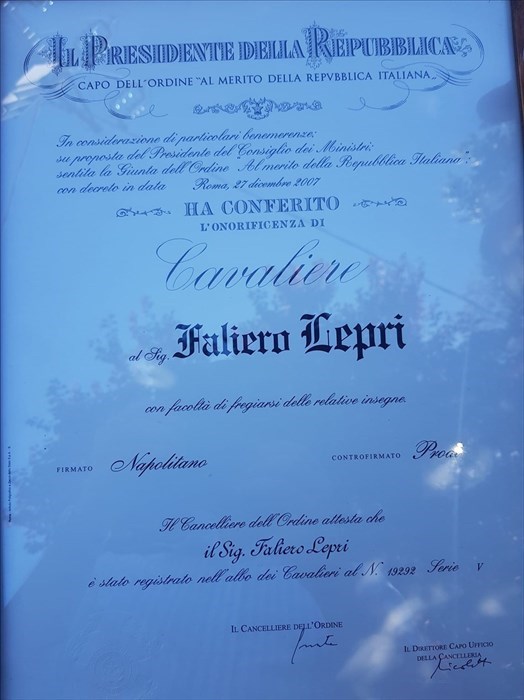 IL PRESIDENTE DELLA REPUBBLICA
CAPO DELL'ORDINE "AL MERITO DELLA REPVBBLICA ITALIANA"
In considerazione di particolari benemerenze;
su proposta del Presidente del Consiglio dei Ministri;
sentita la Giunta dell'Ordine "Al merito della Repubblica Italiana";
con decreto in data Roma, 27 dicembre 2007
HA CONFERITO
L'ONORIFICENZA DI
Cavaliere
al Sig. Faliero Lepri
con facoltà di fregiarsi delle relative insegne.
FIRMATO Napolitano CONTROFIRMATO Prodi
Il Cancelliere dell'Ordine attesta che
il Sig. Faliero Lepri
è stato registrato nell'albo dei Cavalieri al N. 19292 Serie V
IL CANCELLIERE DELL'ORDINE
IL DIRETTORE CAPO UFFICIO
DELLA CANCELLERIA